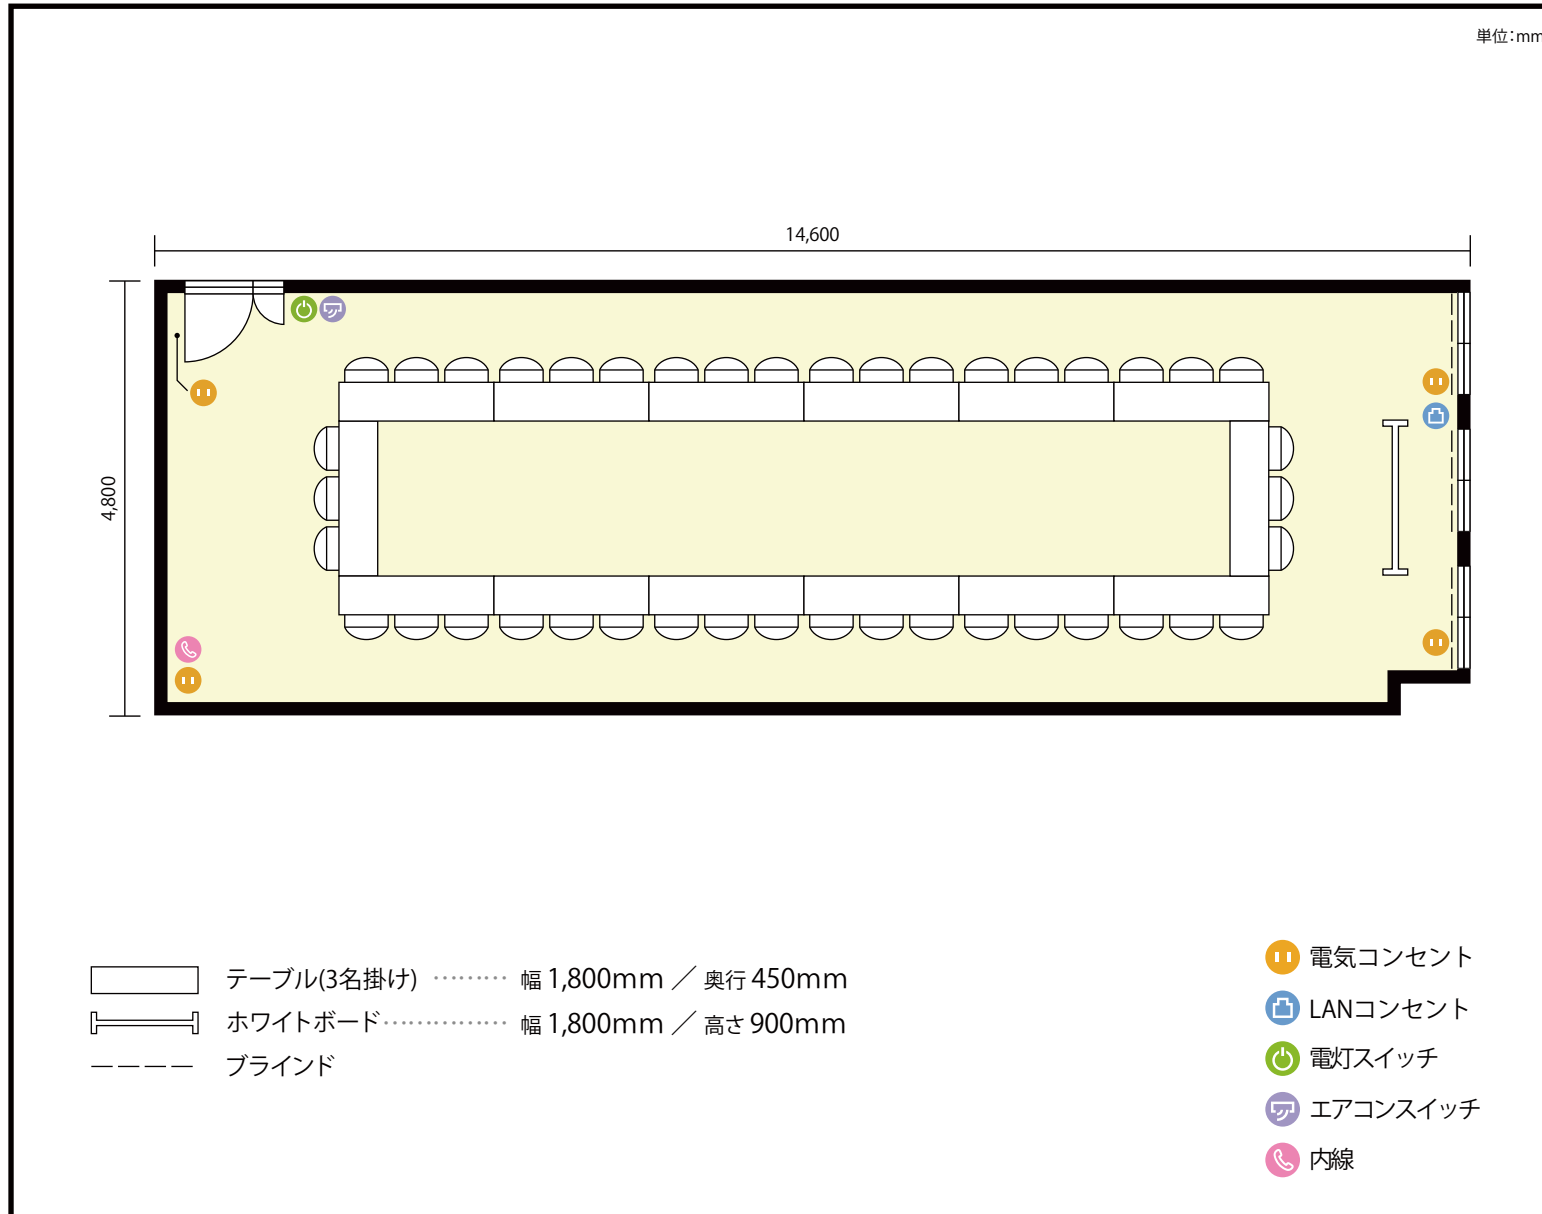 単位:mm
14,600
4,800
テーブル(3名掛け) ········· 幅 1,800mm / 奥行 450mm
ホワイトボード·············· 幅 1,800mm / 高さ 900mm
ブラインド
電気コンセント
LANコンセント
電灯スイッチ
エアコンスイッチ
内線